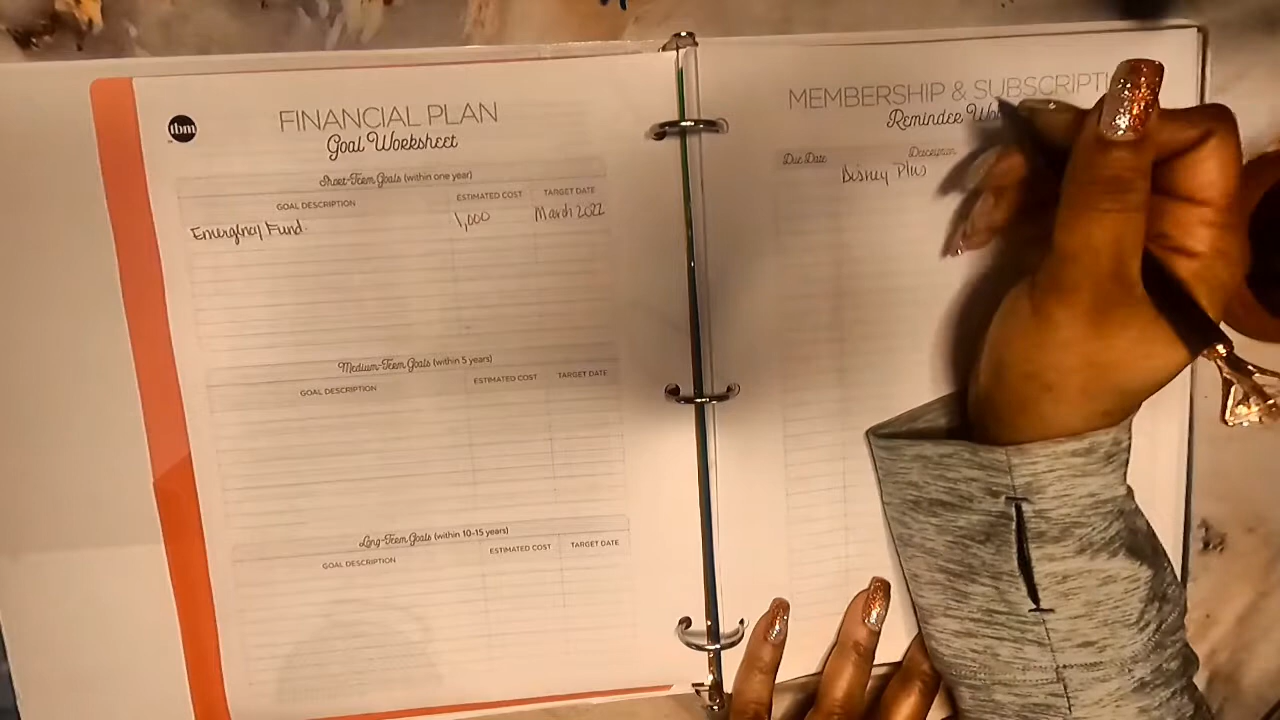 tbm
FINANCIAL PLAN
Goal Worksheet
Short-Term Goals (within one year)
GOAL DESCRIPTION ESTIMATED COST TARGET DATE
Emergency Fund. 1,000 March 2022
Medium-Term Goals (within 5 years)
GOAL DESCRIPTION ESTIMATED COST TARGET DATE
Long-Term Goals (within 10-15 years)
GOAL DESCRIPTION ESTIMATED COST TARGET DATE
MEMBERSHIP & SUBSCRIPTI
Reminder Wo
Due Date Description
Disney Plus